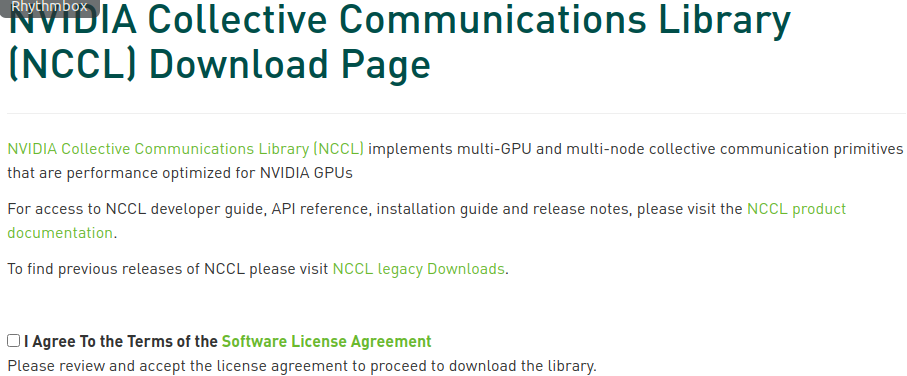 Rhythmbox
NVIDIA Collective Communications Library
(NCCL) Download Page
NVIDIA Collective Communications Library (NCCL) implements multi-GPU and multi-node collective communication primitives
that are performance optimized for NVIDIA GPUs
For access to NCCL developer guide, API reference, installation guide and release notes, please visit the NCCL product
documentation.
To find previous releases of NCCL please visit NCCL legacy Downloads.
I Agree To the Terms of the Software License Agreement
Please review and accept the license agreement to proceed to download the library.